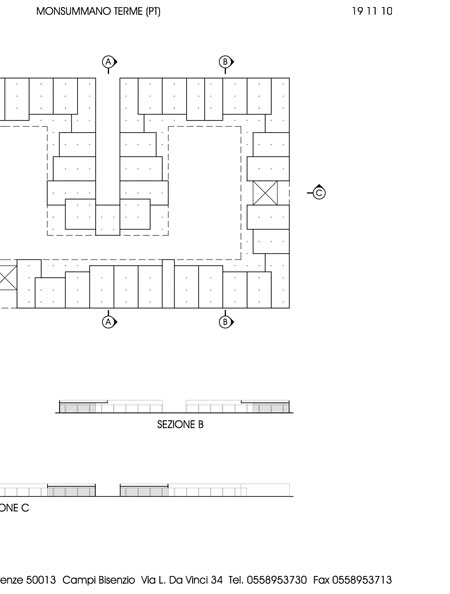 MONSUMMANO TERME (PT) 19 11 10
A B
C
A B
SEZIONE B
ONE C
enze 50013 Campi Bisenzio Via L. Da Vinci 34 Tel. 0558953730 Fax 0558953713